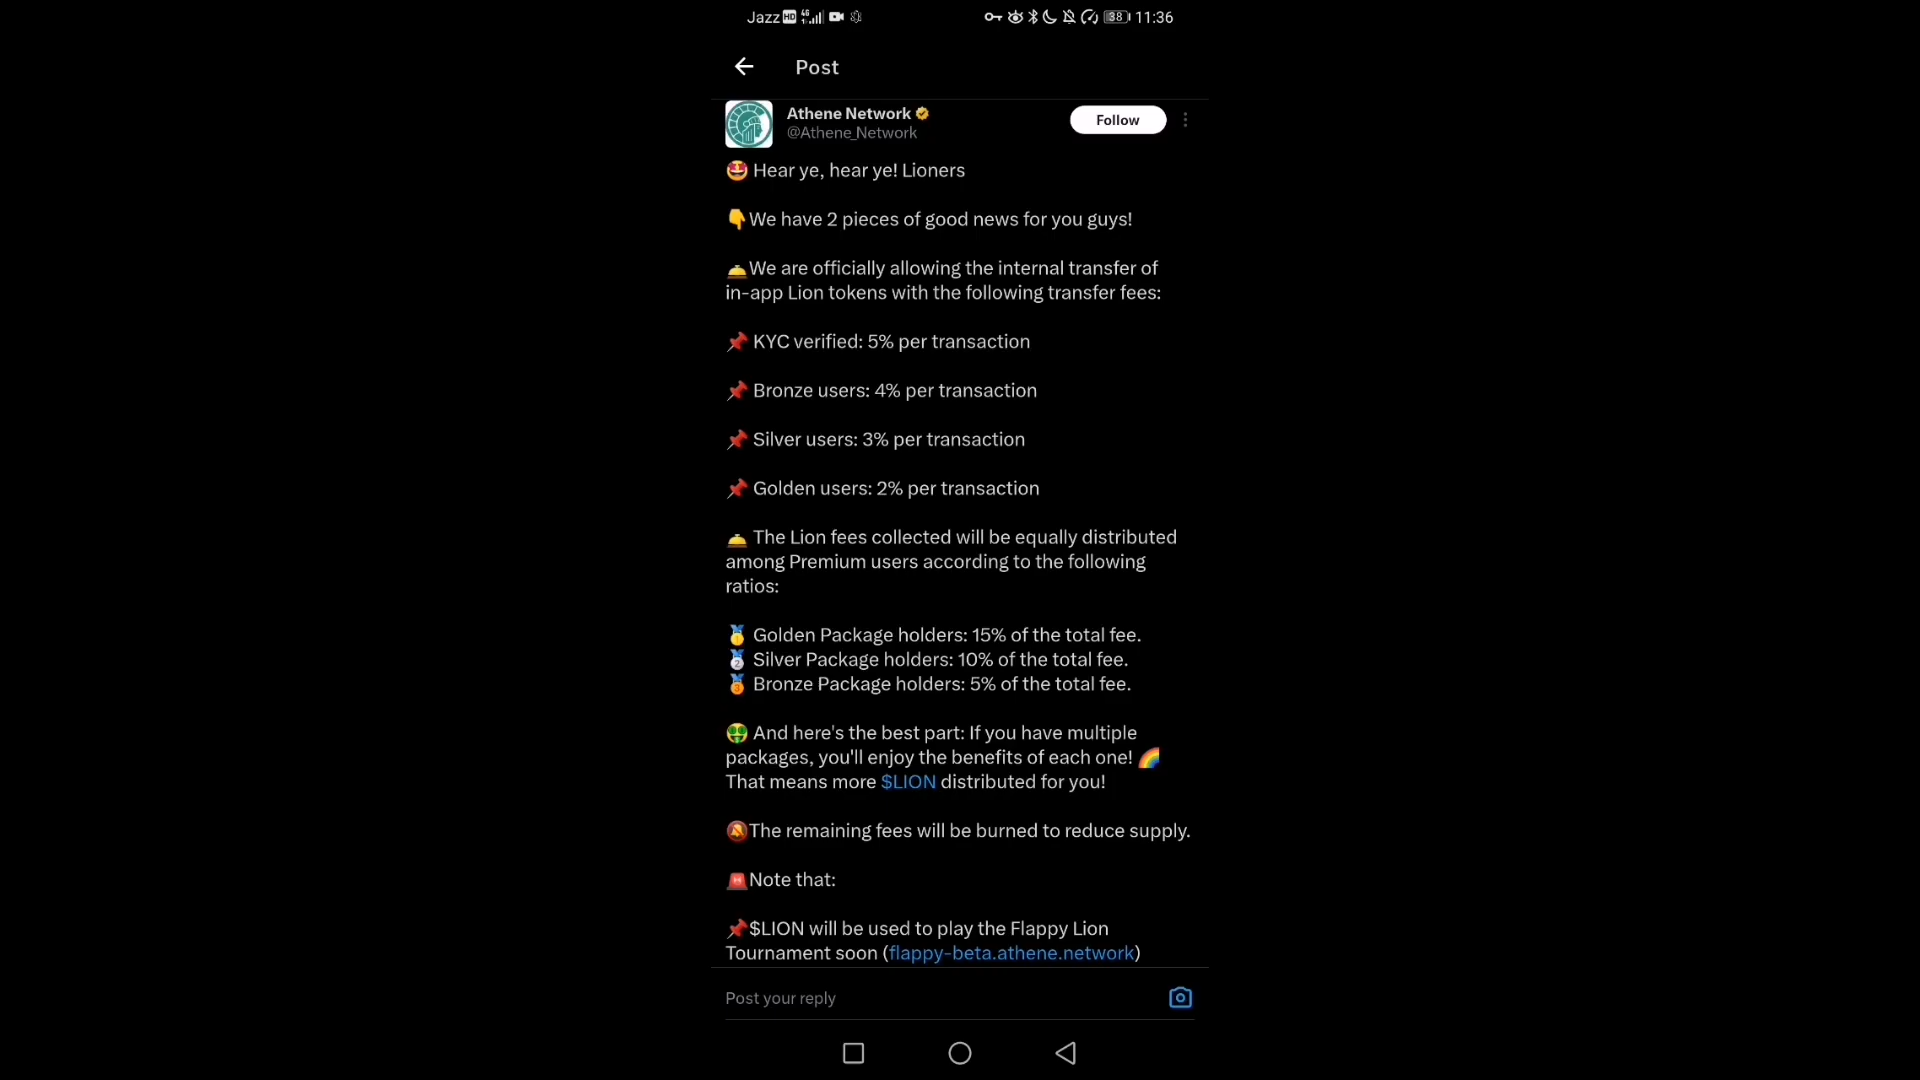 Jazz HD 4G 38 11:36
Post
Athene Network
@Athene_Network
Follow
🤩 Hear ye, hear ye! Lioners
👇We have 2 pieces of good news for you guys!
🛎️We are officially allowing the internal transfer of
in-app Lion tokens with the following transfer fees:
📌 KYC verified: 5% per transaction
📌 Bronze users: 4% per transaction
📌 Silver users: 3% per transaction
📌 Golden users: 2% per transaction
🛎️ The Lion fees collected will be equally distributed
among Premium users according to the following
ratios:
🥇 Golden Package holders: 15% of the total fee.
🥈 Silver Package holders: 10% of the total fee.
🥉 Bronze Package holders: 5% of the total fee.
🤑 And here's the best part: If you have multiple
packages, you'll enjoy the benefits of each one! 🌈
That means more $LION distributed for you!
🔕The remaining fees will be burned to reduce supply.
🚨Note that:
📌$LION will be used to play the Flappy Lion
Tournament soon (flappy-beta.athene.network)
Post your reply